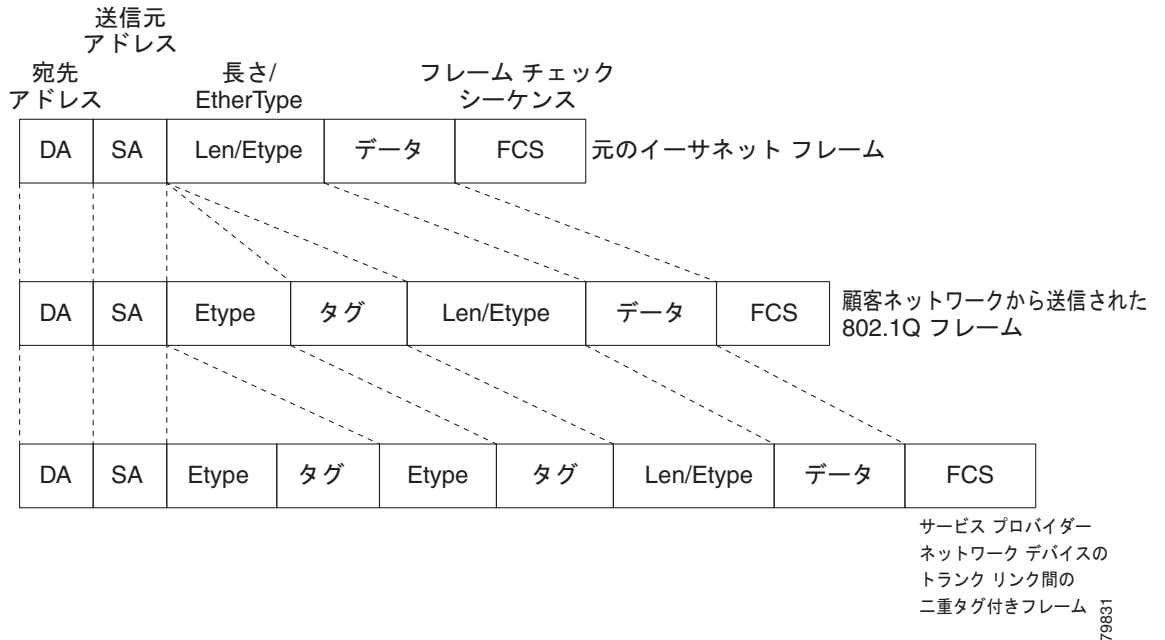 送信元
アドレス
宛先
アドレス
長さ/
EtherType
フレーム チェック
シーケンス
DA SA Len/Etype データ FCS 元のイーサネット フレーム
DA SA Etype タグ Len/Etype データ FCS 顧客ネットワークから送信された
802.1Q フレーム
DA SA Etype タグ Etype タグ Len/Etype データ FCS
サービス プロバイダー
ネットワーク デバイスの
トランク リンク間の
二重タグ付きフレーム
79831